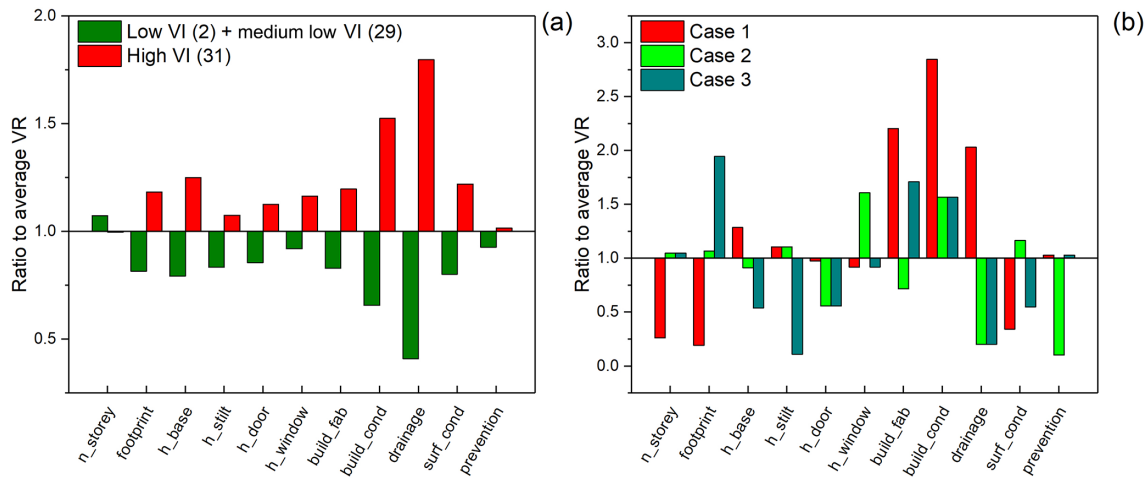 (a)
Low VI (2) + medium low VI (29)
High VI (31)
Ratio to average VR
2.0
1.5
1.0
0.5
n_storey
footprint
h_base
h_stilt
h_door
h_window
build_fab
build_cond
drainage
surf_cond
prevention
(b)
Case 1
Case 2
Case 3
Ratio to average VR
3.0
2.5
2.0
1.5
1.0
0.5
0.0
n_storey
footprint
h_base
h_stilt
h_door
h_window
build_fab
build_cond
drainage
surf_cond
prevention